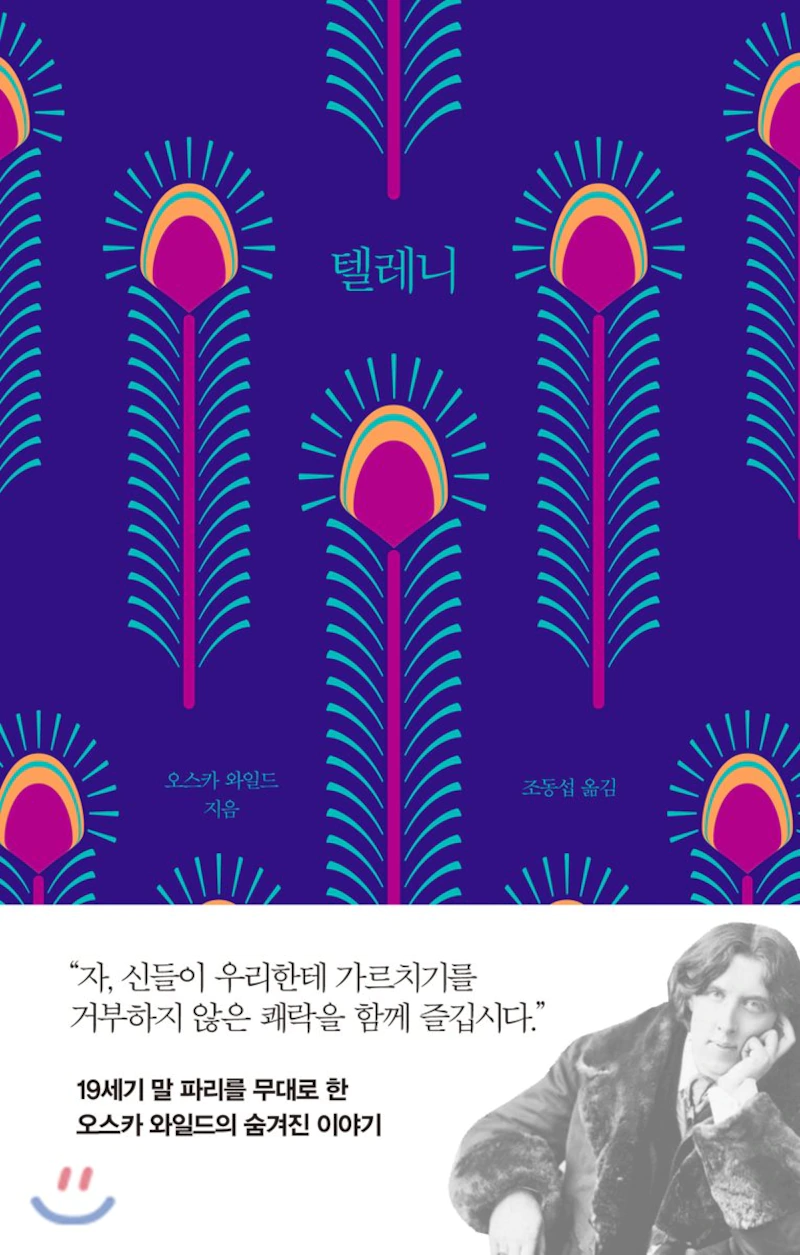 텔레니
오스카 와일드
지음
조동섭 옮김
“자, 신들이 우리한테 가르치기를
거부하지 않은 쾌락을 함께 즐깁시다.”
19세기 말 파리를 무대로 한
오스카 와일드의 숨겨진 이야기